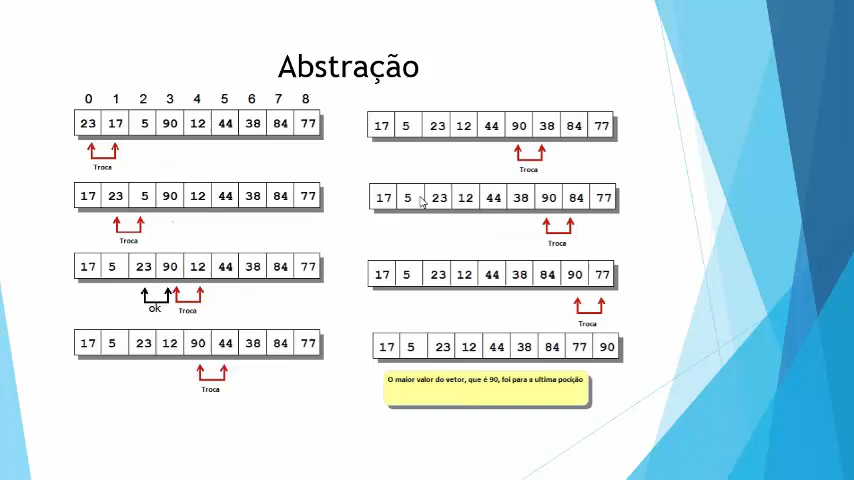 Abstração
0 1 2 3 4 5 6 7 8
23 17 5 90 12 44 38 84 77
Troca
17 23 5 90 12 44 38 84 77
Troca
17 5 23 90 12 44 38 84 77
ok Troca
17 5 23 12 90 44 38 84 77
Troca
17 5 23 12 44 90 38 84 77
Troca
17 5 23 12 44 38 90 84 77
Troca
17 5 23 12 44 38 84 90 77
Troca
17 5 23 12 44 38 84 77 90
O maior valor do vetor, que é 90, foi para a ultima pocição